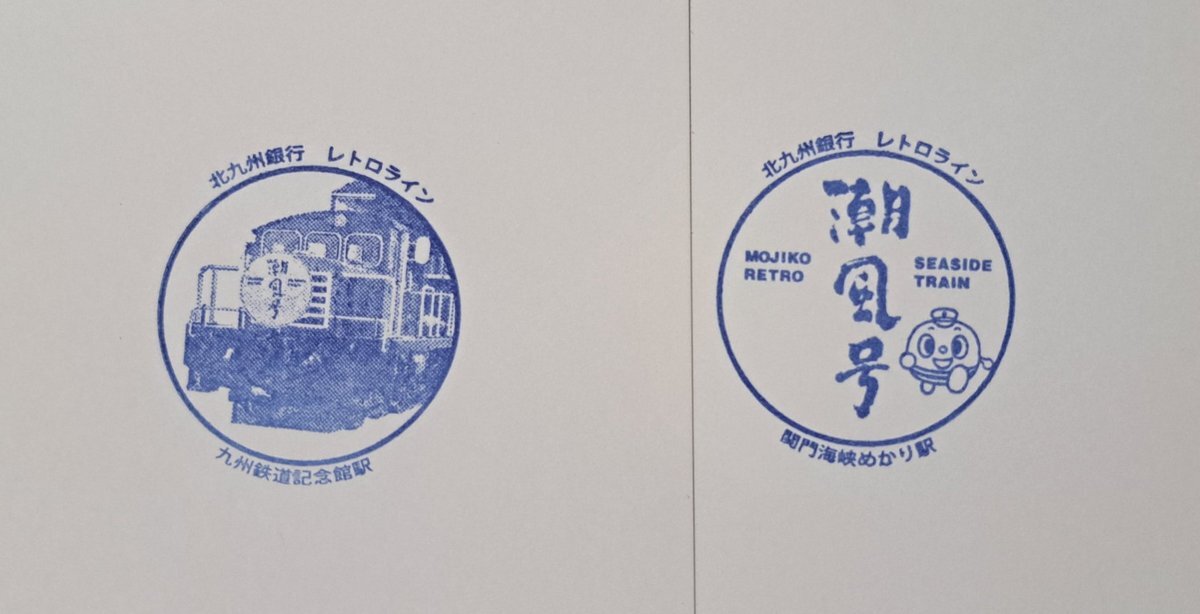 北九州銀行 レトロライン
潮風号
九州鉄道記念館駅
北九州銀行 レトロライン
潮風号
MOJIKO
RETRO
SEASIDE
TRAIN
関門海峡めかり駅